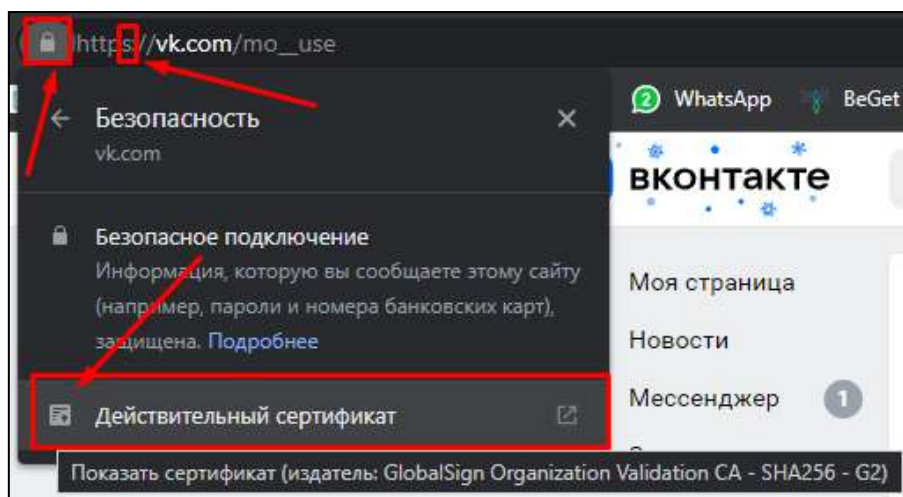 https://vk.com/mo__use
Безопасность
vk.com
2 WhatsApp
BeGet
вконтакте
Безопасное подключение
Информация, которую вы сообщаете этому сайту
(например, пароли и номера банковских карт),
защищена. Подробнее
Действительный сертификат
Показать сертификат (издатель: GlobalSign Organization Validation CA - SHA256 - G2)
Моя страница
Новости
Мессенджер 1